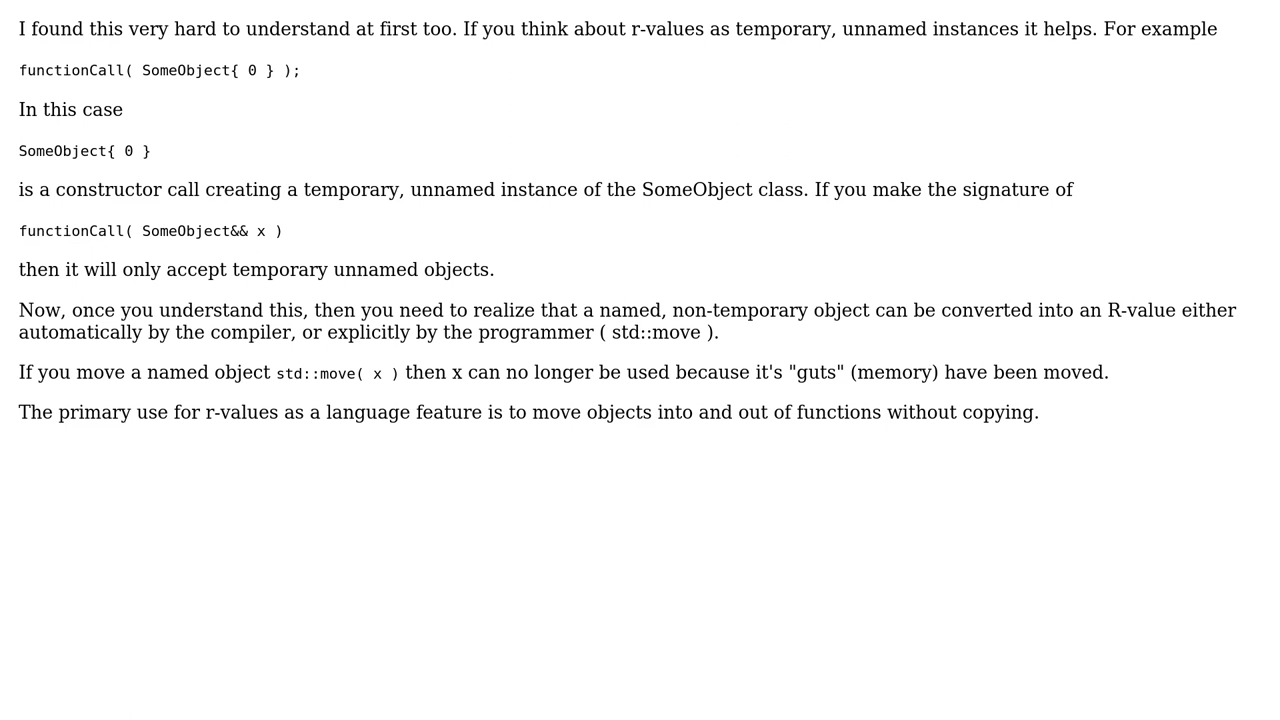 I found this very hard to understand at first too. If you think about r-values as temporary, unnamed instances it helps. For example
functionCall( SomeObject{ 0 } );
In this case
SomeObject{ 0 }
is a constructor call creating a temporary, unnamed instance of the SomeObject class. If you make the signature of
functionCall( SomeObject&& x )
then it will only accept temporary unnamed objects.
Now, once you understand this, then you need to realize that a named, non-temporary object can be converted into an R-value either
automatically by the compiler, or explicitly by the programmer ( std::move ).
If you move a named object std::move( x ) then x can no longer be used because it's "guts" (memory) have been moved.
The primary use for r-values as a language feature is to move objects into and out of functions without copying.